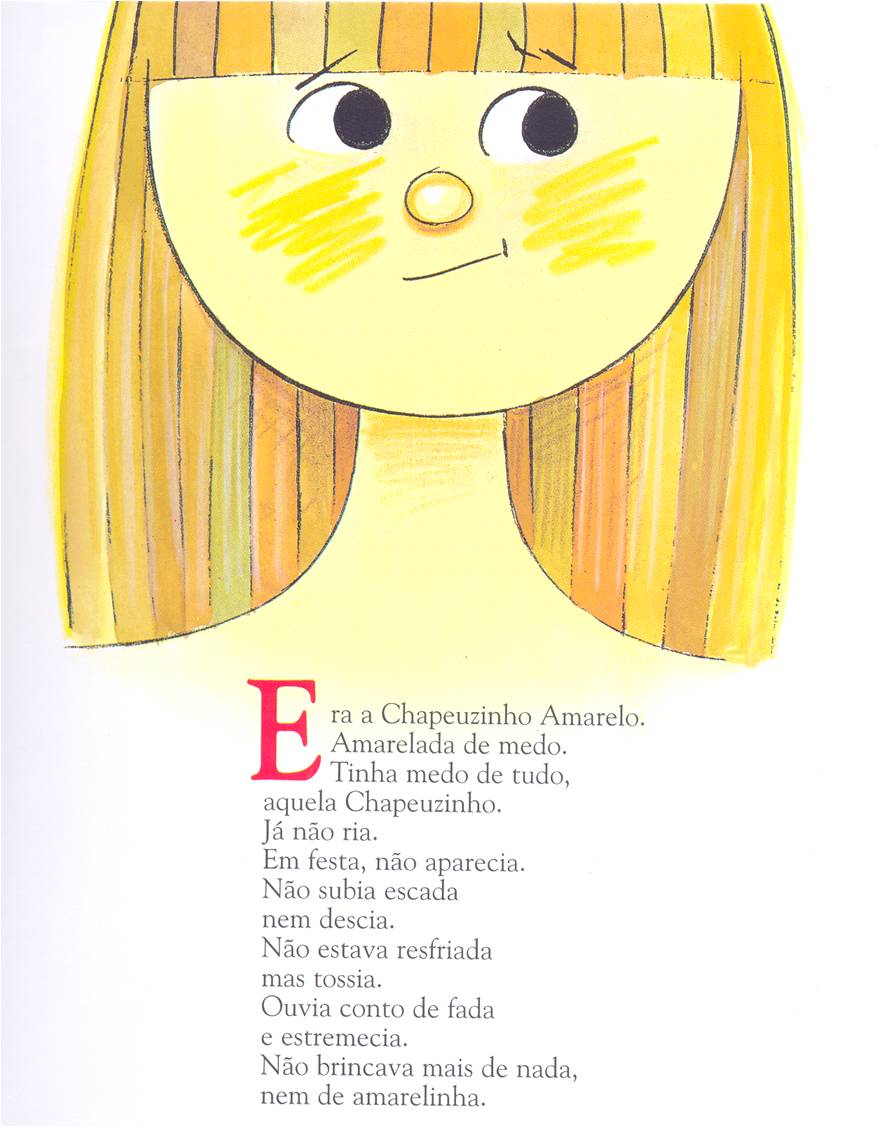 Era a Chapeuzinho Amarelo.
Amarelada de medo.
Tinha medo de tudo,
aquela Chapeuzinho.
Já não ria.
Em festa, não aparecia.
Não subia escada
nem descia.
Não estava resfriada
mas tossia.
Ouvia conto de fada
e estremecia.
Não brincava mais de nada,
nem de amarelinha.